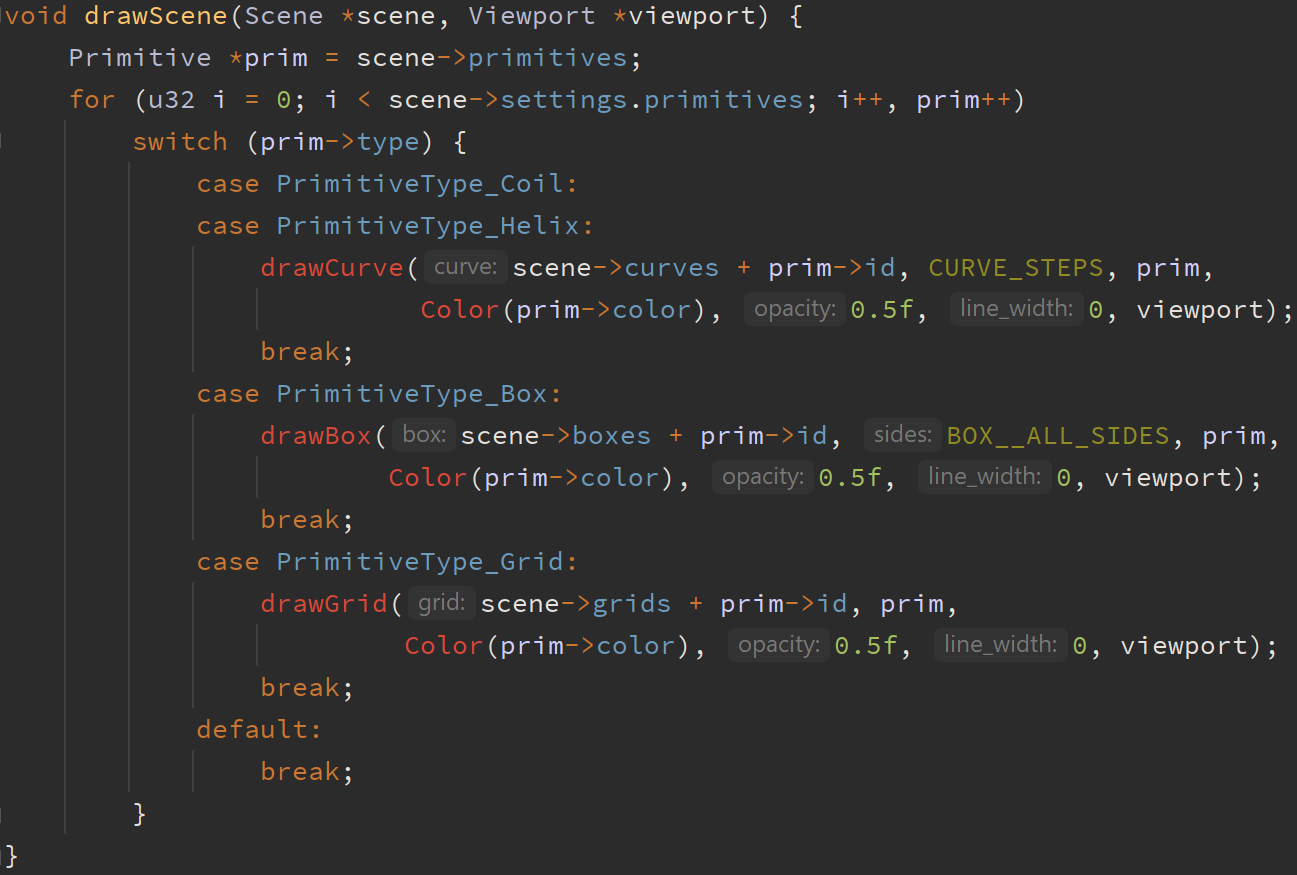 void drawScene(Scene *scene, Viewport *viewport) {
    Primitive *prim = scene->primitives;
    for (u32 i = 0; i < scene->settings.primitives; i++, prim++)
        switch (prim->type) {
            case PrimitiveType_Coil:
            case PrimitiveType_Helix:
                drawCurve( curve: scene->curves + prim->id, CURVE_STEPS, prim,
                          Color(prim->color), opacity: 0.5f, line_width: 0, viewport);
                break;
            case PrimitiveType_Box:
                drawBox( box: scene->boxes + prim->id, sides: BOX__ALL_SIDES, prim,
                        Color(prim->color), opacity: 0.5f, line_width: 0, viewport);
                break;
            case PrimitiveType_Grid:
                drawGrid( grid: scene->grids + prim->id, prim,
                         Color(prim->color), opacity: 0.5f, line_width: 0, viewport);
                break;
            default:
                break;
        }
}